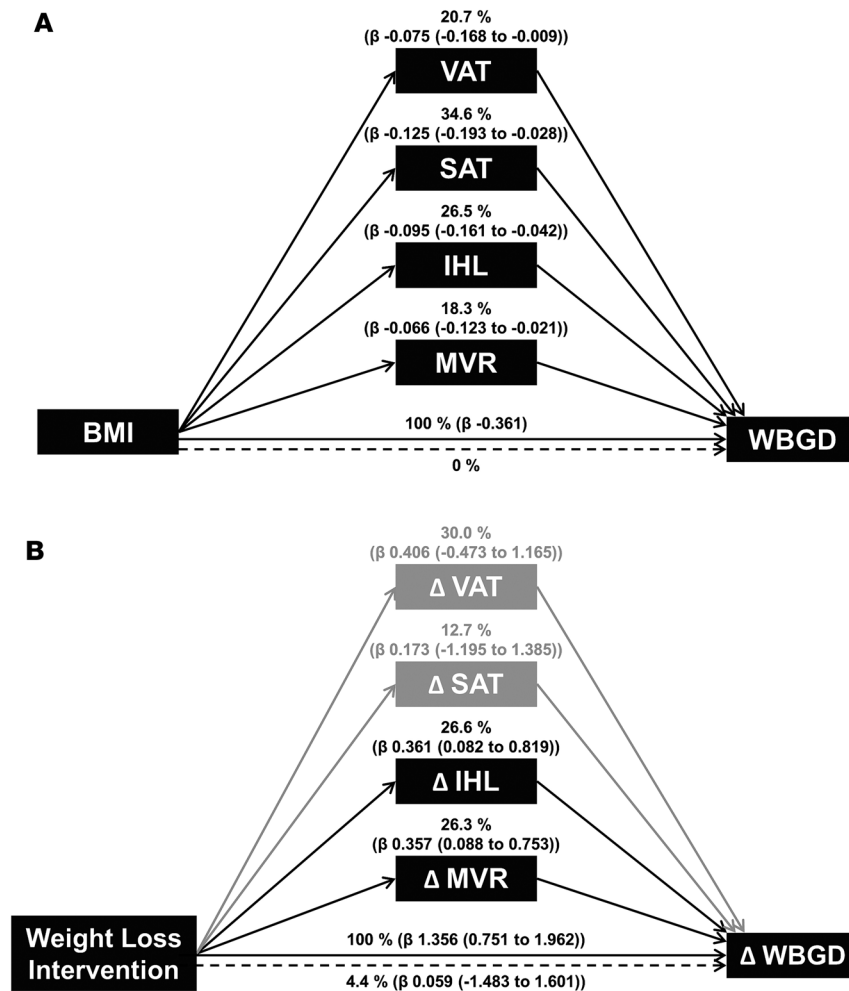 A
20.7 %
(β -0.075 (-0.168 to -0.009))
VAT
34.6 %
(β -0.125 (-0.193 to -0.028))
SAT
26.5 %
(β -0.095 (-0.161 to -0.042))
IHL
18.3 %
(β -0.066 (-0.123 to -0.021))
MVR
BMI
100 % (β -0.361)
WBGD
0 %
B
30.0 %
(β 0.406 (-0.473 to 1.165))
Δ VAT
12.7 %
(β 0.173 (-1.195 to 1.385))
Δ SAT
26.6 %
(β 0.361 (0.082 to 0.819))
Δ IHL
26.3 %
(β 0.357 (0.088 to 0.753))
Δ MVR
Weight Loss
Intervention
100 % (β 1.356 (0.751 to 1.962))
Δ WBGD
4.4 % (β 0.059 (-1.483 to 1.601))